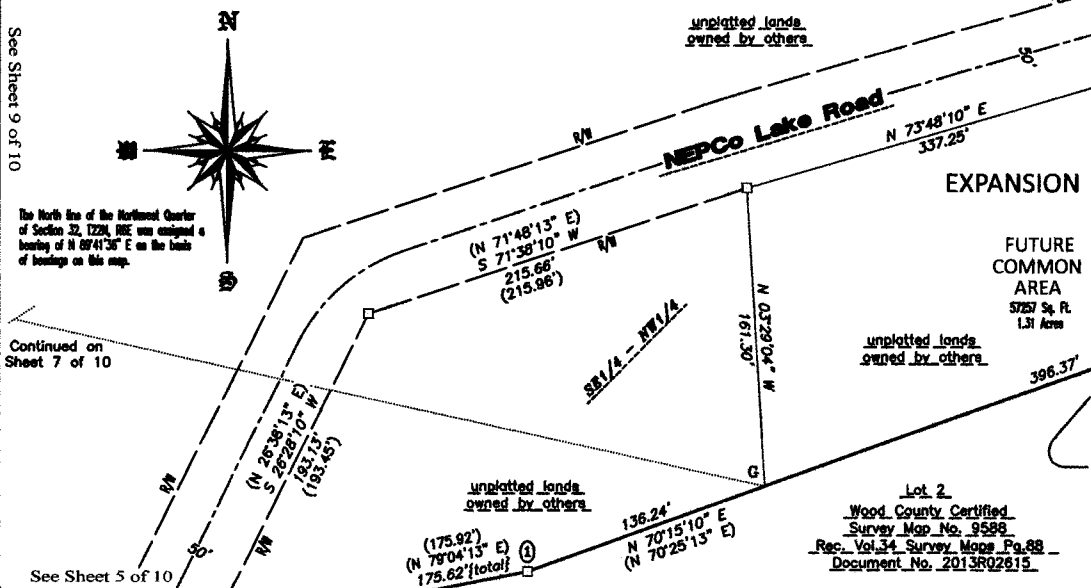 See Sheet 9 of 10
N
W
E
S
The North line of the Northwest Quarter
of Section 32, T22N, R6E was assigned a
bearing of N 89°41'36" E as the basis
of bearings on this map.
Continued on
Sheet 7 of 10
unplatted lands
owned by others
R/W
NEPCo Lake Road
50'
N 73°48'10" E
337.25'
EXPANSION
FUTURE
COMMON
AREA
57257 Sq. Ft.
1.31 Acres
(N 71°48'13" E)
S 71°38'10" W
R/W
215.66'
(215.96')
N 03°29'04" W
161.30'
SE1/4 - NW1/4
unplatted lands
owned by others
396.37'
(N 26°38'13" E)
S 26°28'10" W
193.13'
(193.45')
R/W
R/W
50'
unplatted lands
owned by others
G
136.24'
N 70°15'10" E
(N 70°25'13" E)
(175.92')
(N 79°04'13" E)
175.62'{total}
1
Lot 2
Wood County Certified
Survey Map No. 9588
Rec. Vol.34 Survey Maps Pg.88
Document No. 2013R02615
See Sheet 5 of 10